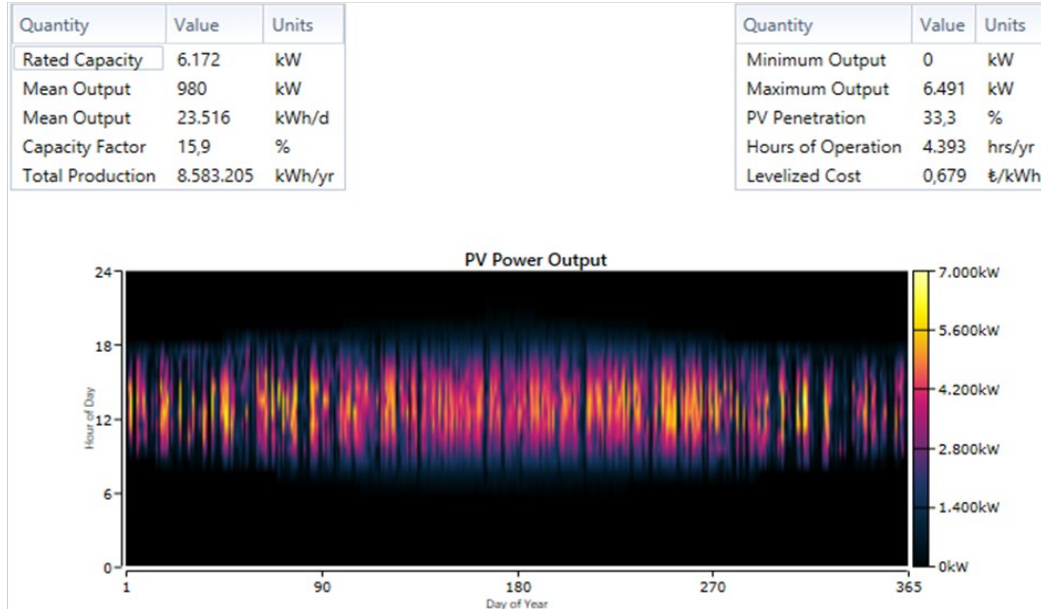 Quantity Value Units
Rated Capacity 6.172 kW
Mean Output 980 kW
Mean Output 23.516 kWh/d
Capacity Factor 15,9 %
Total Production 8.583.205 kWh/yr
Quantity Value Units
Minimum Output 0 kW
Maximum Output 6.491 kW
PV Penetration 33,3 %
Hours of Operation 4.393 hrs/yr
Levelized Cost 0,679 ₺/kWh
PV Power Output
Hour of Day
24
18
12
6
0
1 90 180 270 365
Day of Year
7.000kW
5.600kW
4.200kW
2.800kW
1.400kW
0kW